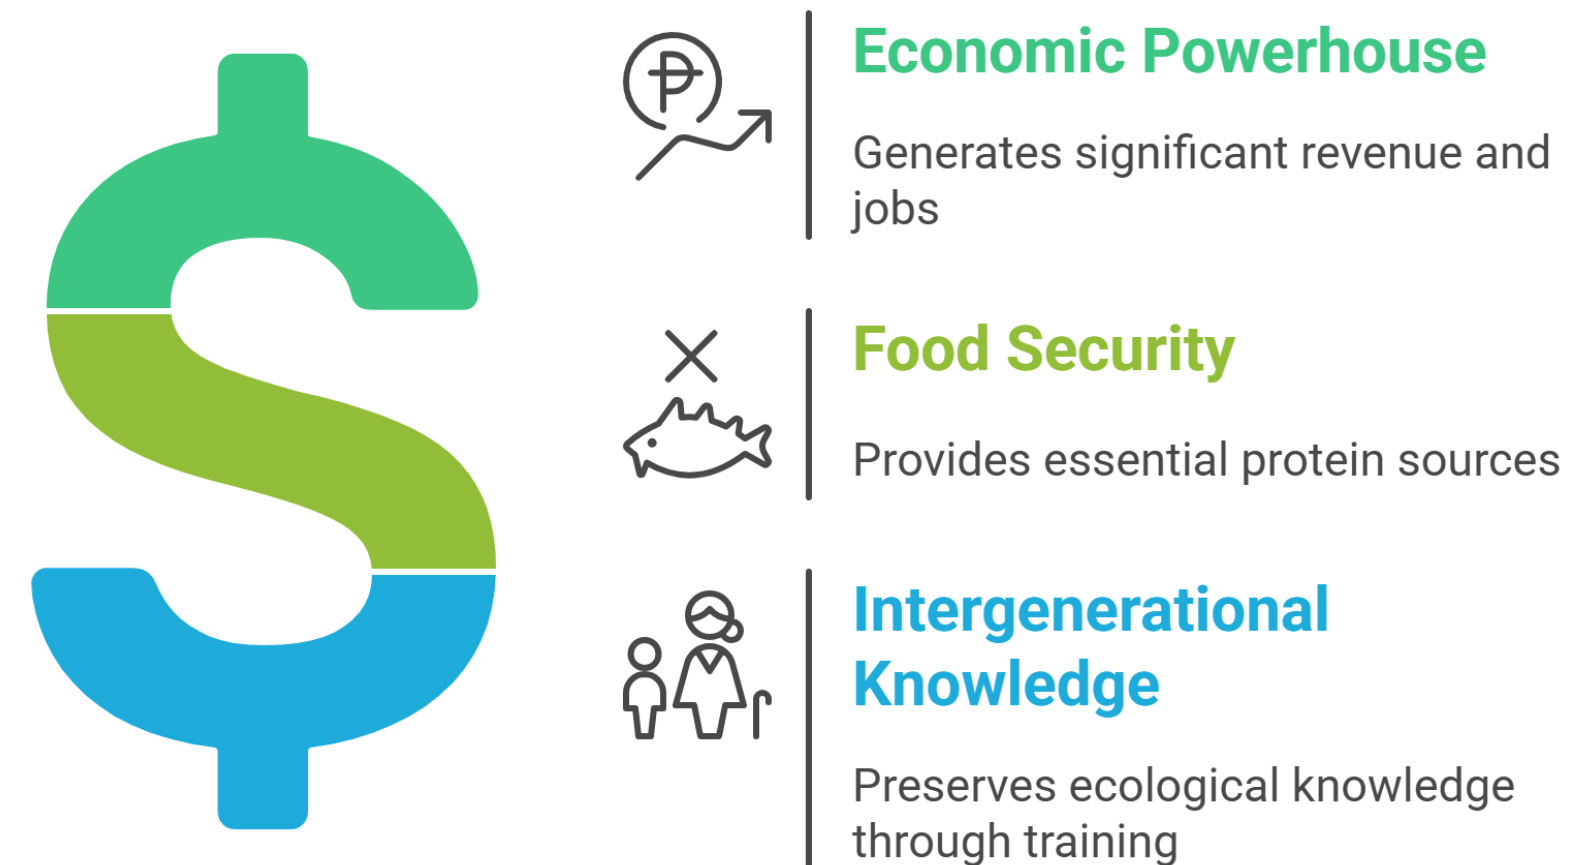 Economic Powerhouse
Generates significant revenue and
jobs
Food Security
Provides essential protein sources
Intergenerational
Knowledge
Preserves ecological knowledge
through training